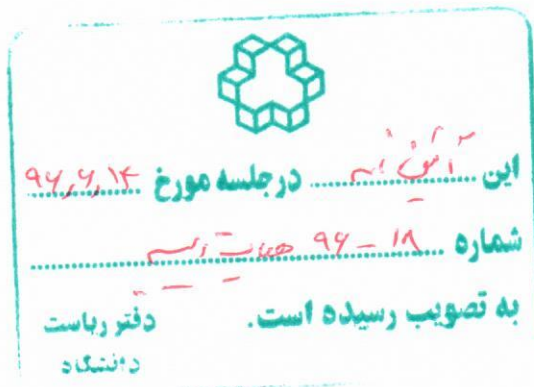 این آئین نامه در جلسه مورخ ۹۶,۶,۱۴
شماره ۱۸ - ۹۶ هیات رئیسه
به تصویب رسیده است.
دفتر ریاست
دانشگاه